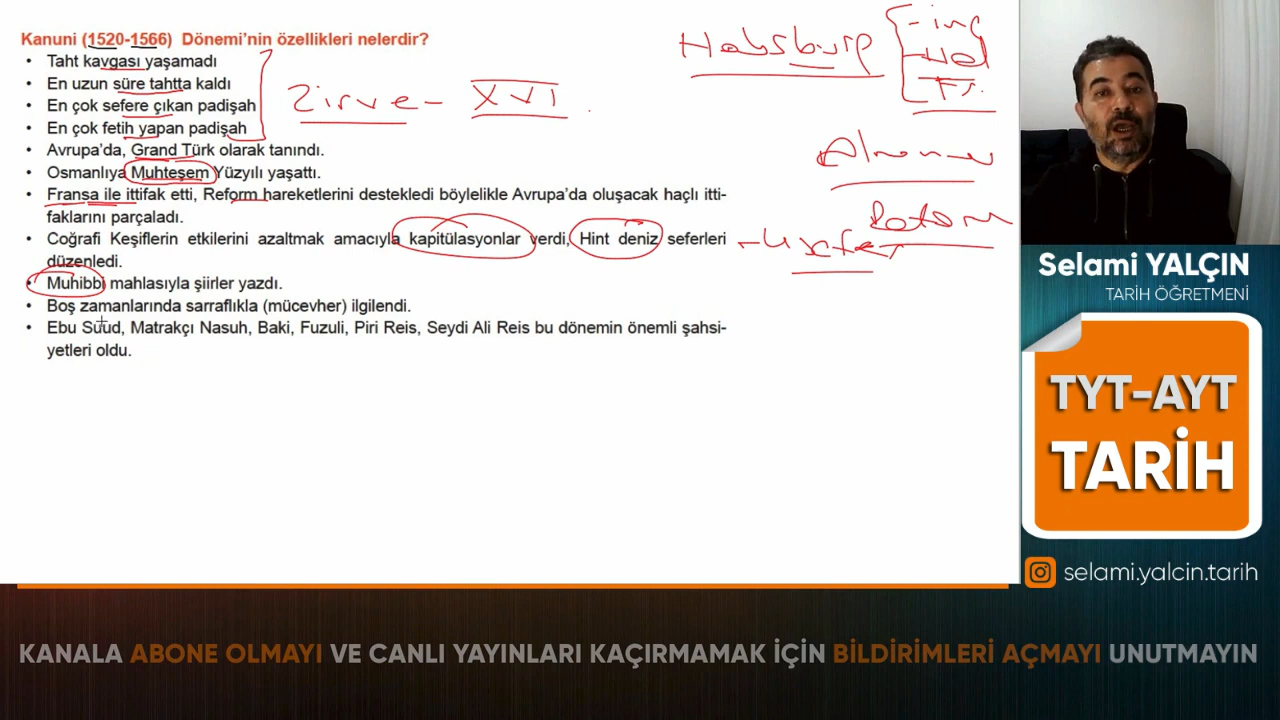 Kanuni (1520-1566) Dönemi'nin özellikleri nelerdir?
• Taht kavgası yaşamadı
• En uzun süre tahtta kaldı
• En çok sefere çıkan padişah
• En çok fetih yapan padişah
Zirve - XVI
• Avrupa'da, Grand Türk olarak tanındı.
• Osmanlıya Muhteşem Yüzyılı yaşattı.
• Fransa ile ittifak etti, Reform hareketlerini destekledi böylelikle Avrupa'da oluşacak haçlı itti-
faklarını parçaladı.
• Coğrafi Keşiflerin etkilerini azaltmak amacıyla kapitülasyonlar verdi, Hint deniz seferleri
düzenledi.
• Muhibbi mahlasıyla şiirler yazdı.
• Boş zamanlarında sarraflıkla (mücevher) ilgilendi.
• Ebu Suud, Matrakçı Nasuh, Baki, Fuzuli, Piri Reis, Seydi Ali Reis bu dönemin önemli şahsi-
yetleri oldu.
Habsburg
- ing
- Hol
- Fr.
Reform
Selami YALÇIN
TARİH ÖĞRETMENİ
TYT-AYT
TARİH
selami.yalcin.tarih
KANALA ABONE OLMAYI VE CANLI YAYINLARI KAÇIRMAMAK İÇİN BİLDİRİMLERİ AÇMAYI UNUTMAYIN